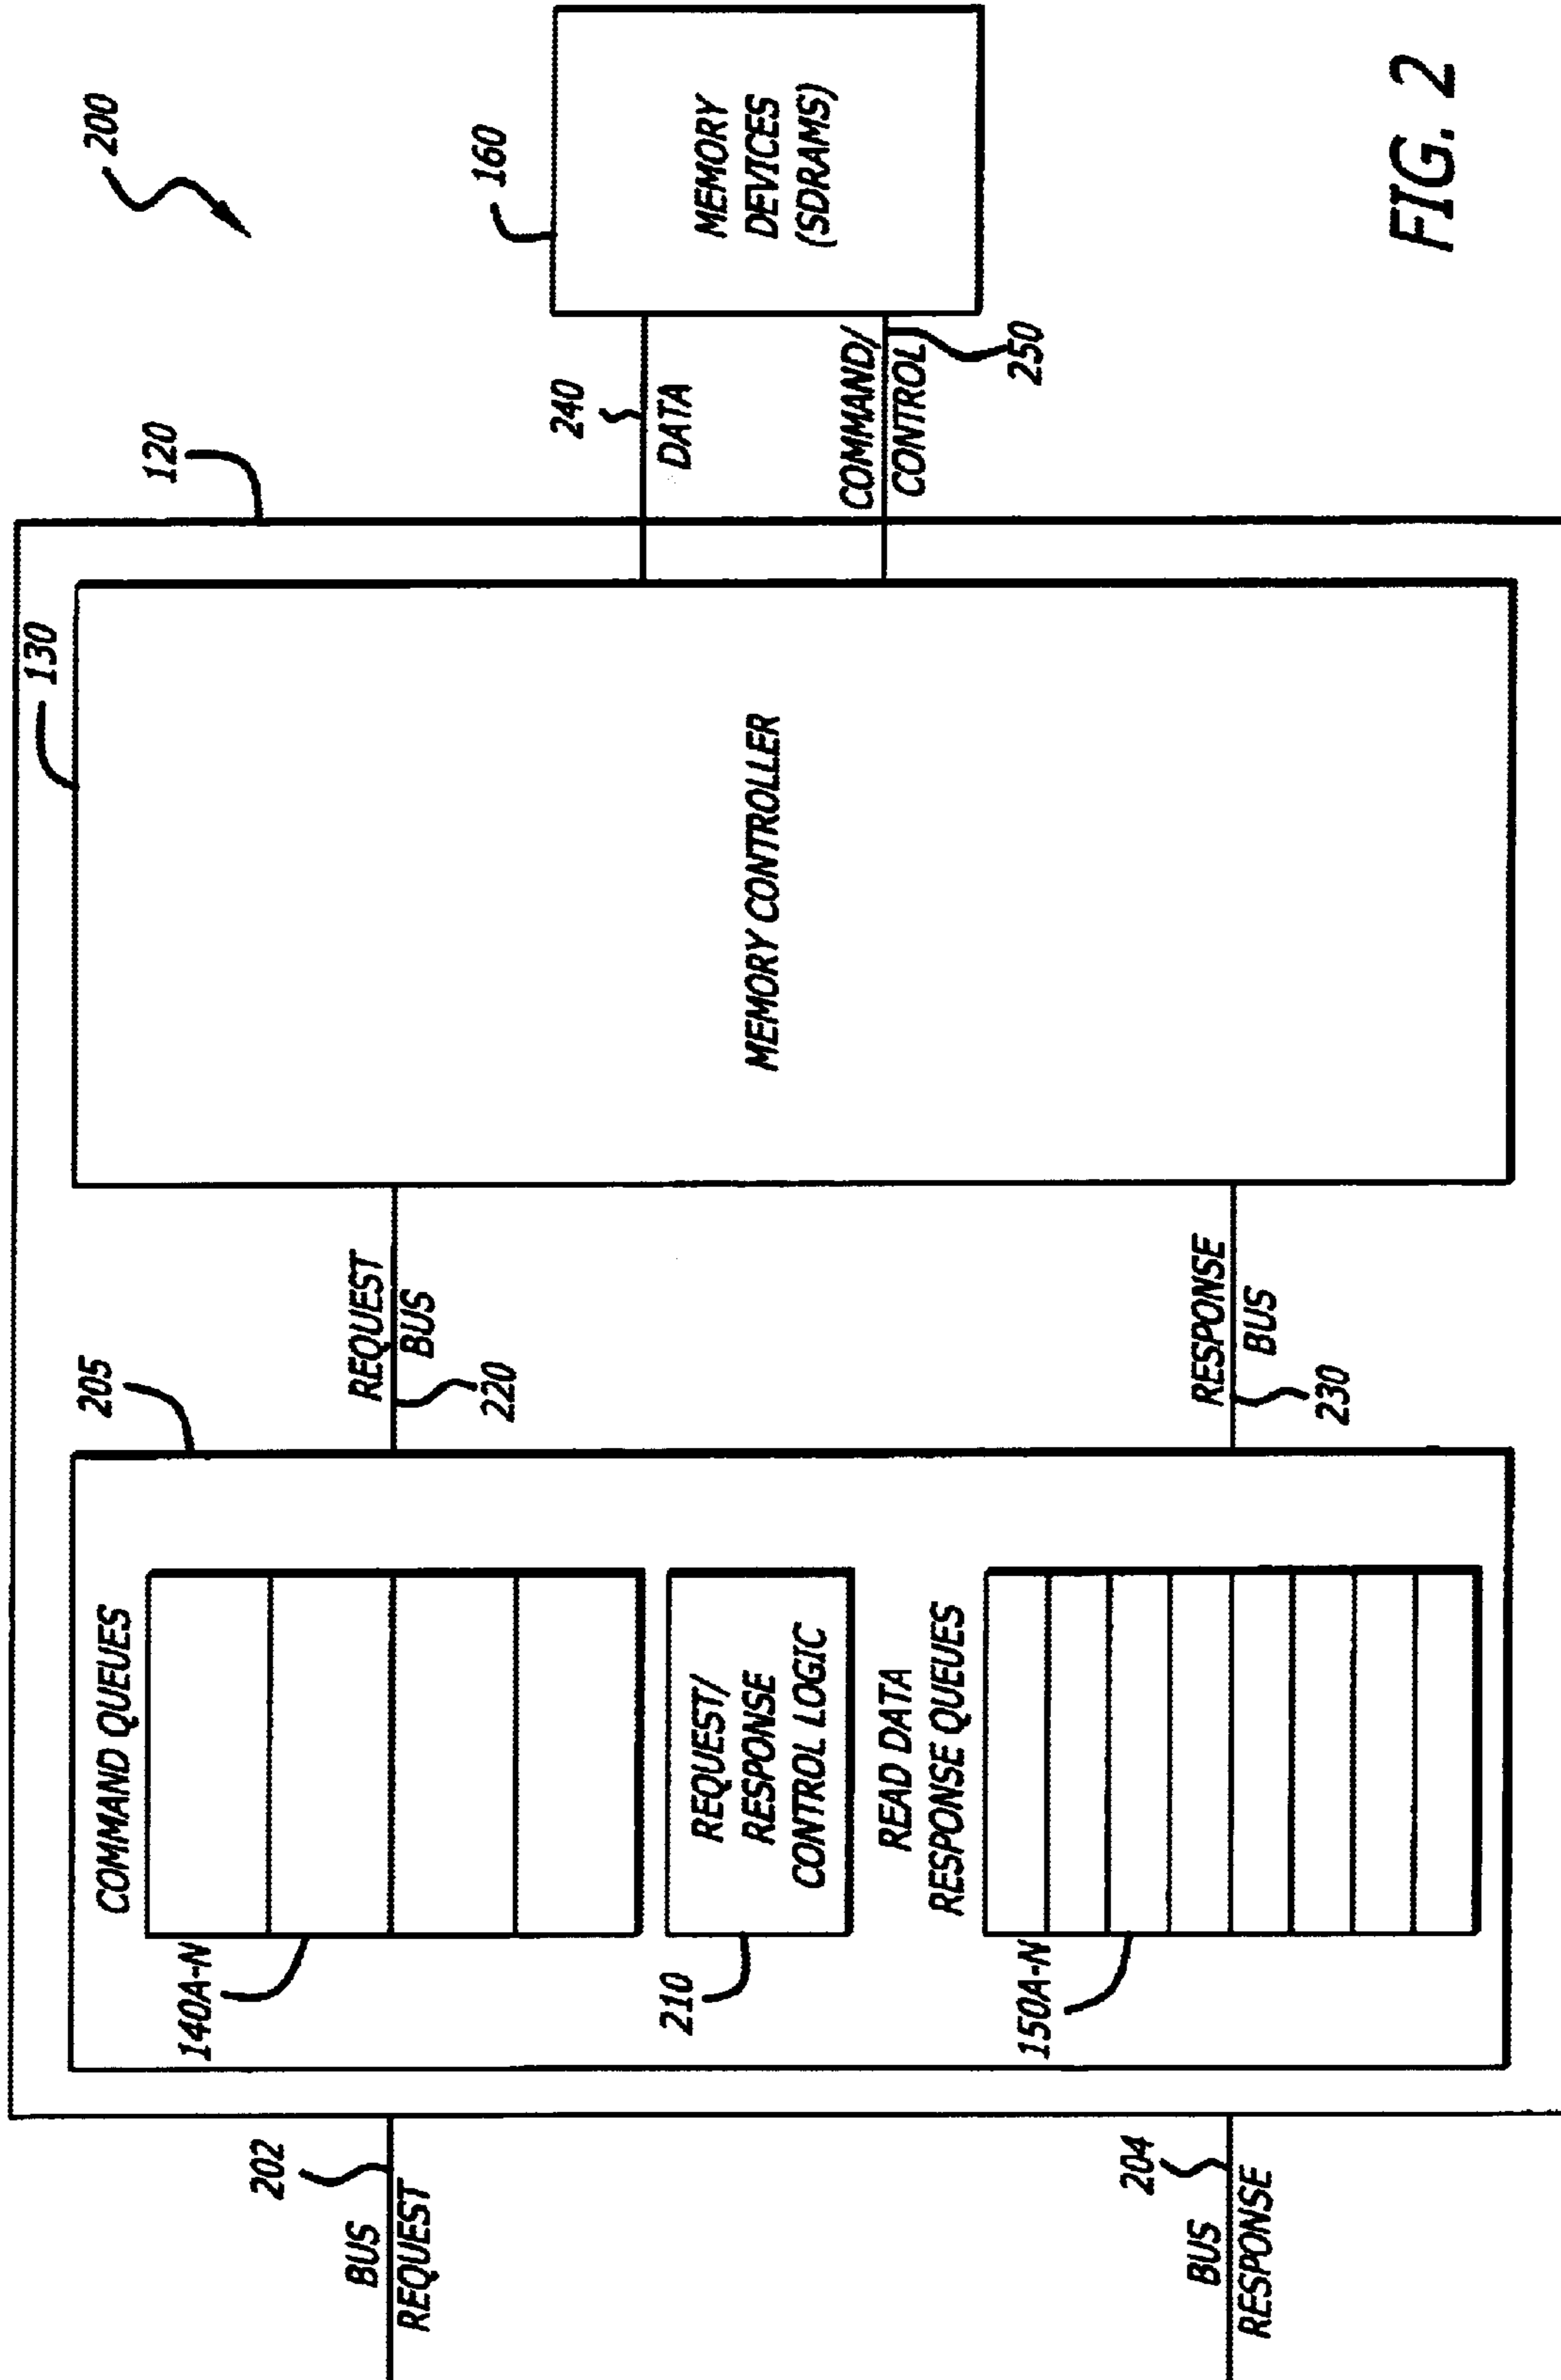 200
120
130
205
COMMAND QUEUES
140A-N
202
BUS
REQUEST
REQUEST
BUS
220
240
DATA
160
MEMORY
DEVICES
(SDRAMS)
MEMORY CONTROLLER
210
REQUEST/
RESPONSE
CONTROL LOGIC
COMMAND/
CONTROL
250
READ DATA
RESPONSE QUEUES
150A-N
204
BUS
RESPONSE
RESPONSE
BUS
230
FIG. 2